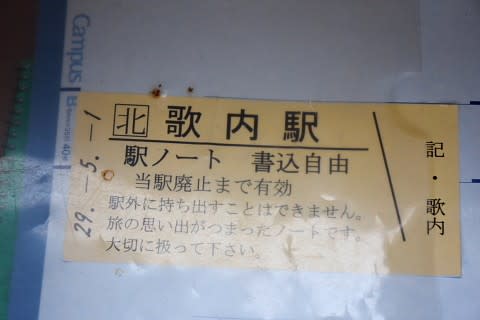 Campus
29.-5.-1
北 歌内駅
駅ノート 書込自由
当駅廃止まで有効
駅外に持ち出すことはできません。
旅の思い出がつまったノートです。
大切に扱って下さい。
記・歌内